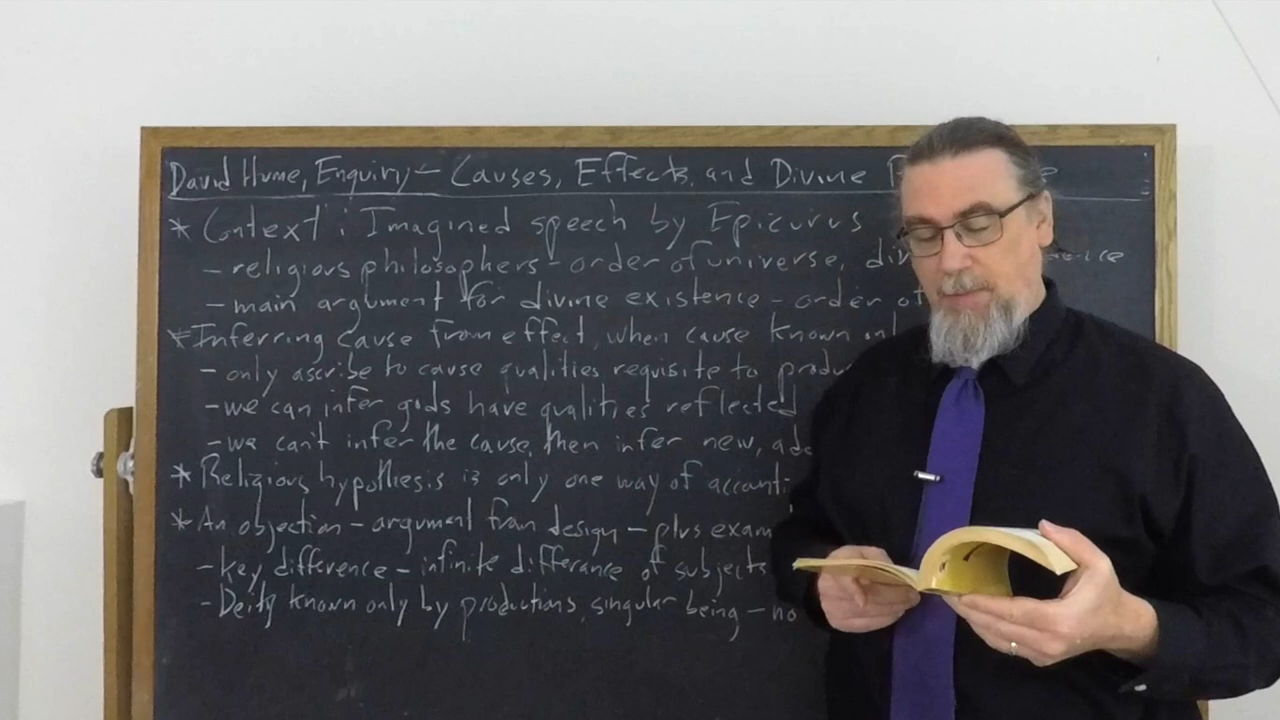 David Hume, Enquiry – Causes, Effects, and Divine
* Context: Imagined speech by Epicurus
– religious philosophers – order of universe,
– main argument for divine existence – order of
* Inferring cause from effect, when cause known
– only ascribe to cause qualities requisite to
– we can infer gods have qualities reflected
– we can't infer the cause, then infer new,
* Religious hypothesis is only one way of
* An objection – argument from design – plus
– key difference – infinite difference of subjects
– Deity known only by productions, singular being –